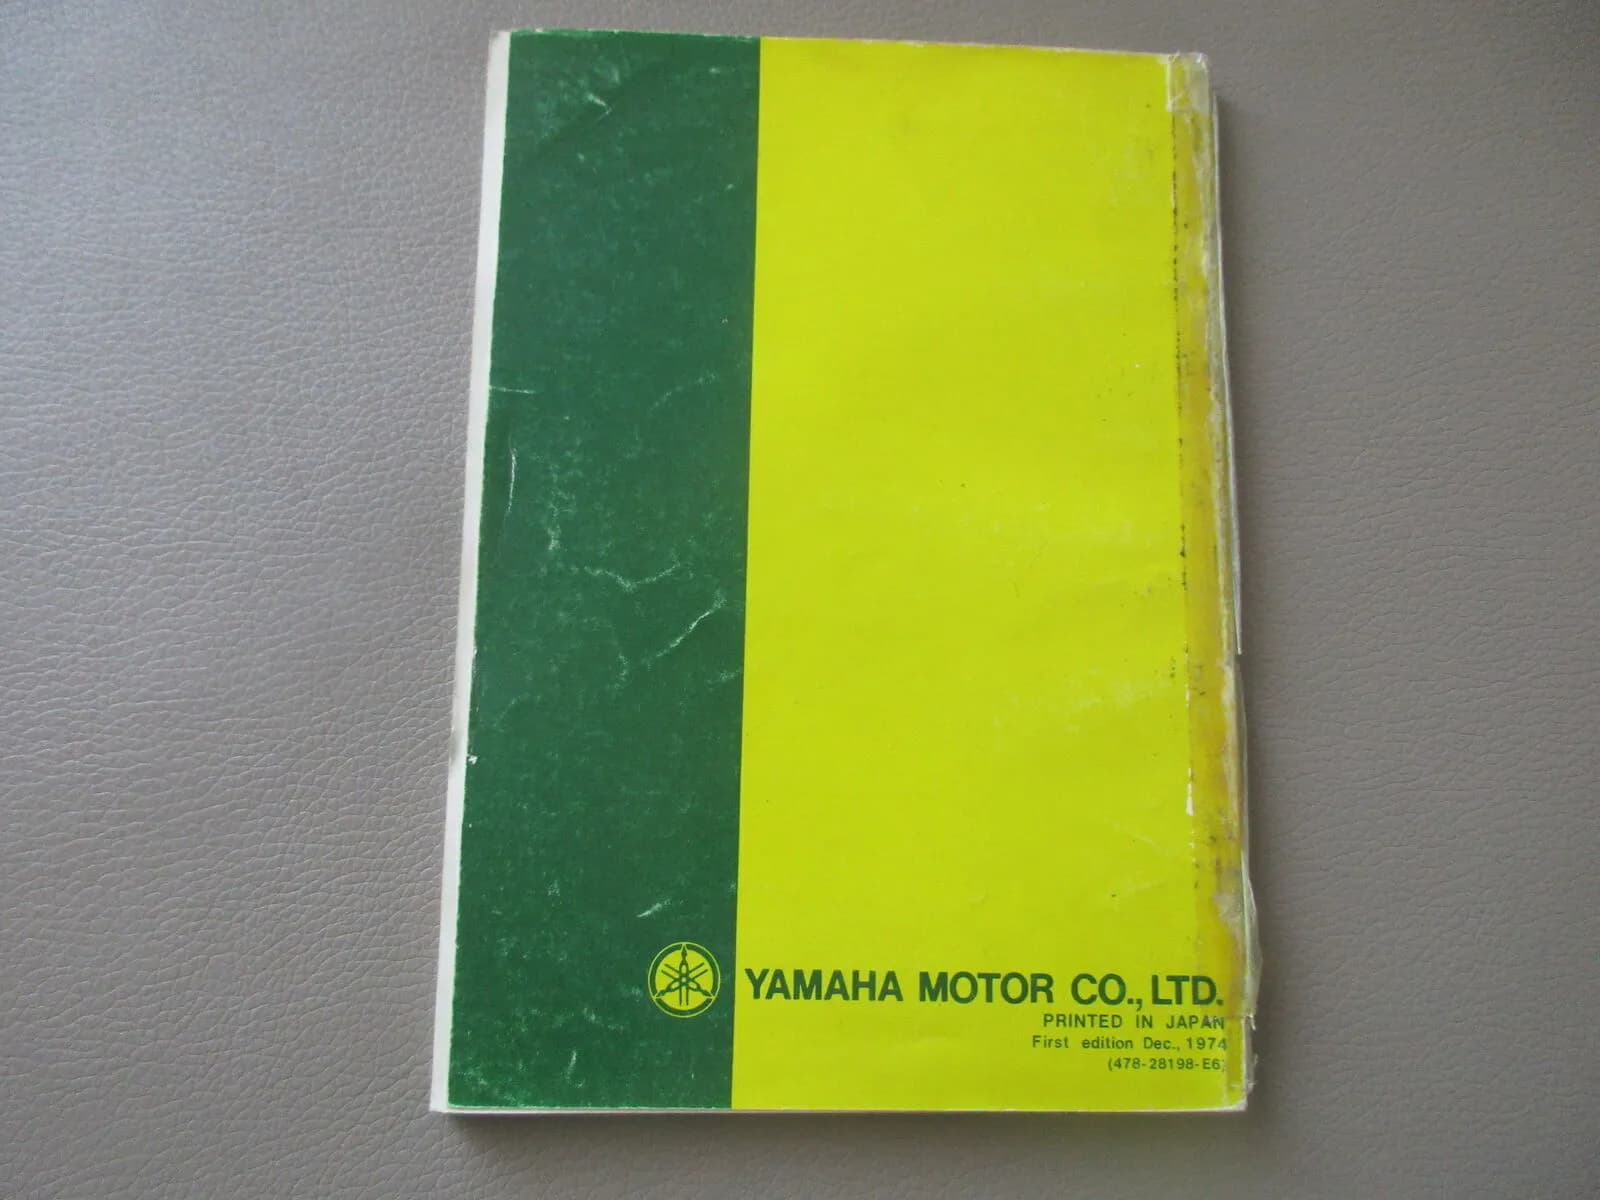 YAMAHA MOTOR CO., LTD.
PRINTED IN JAPAN
First edition Dec., 1974
(478-28198-E6)